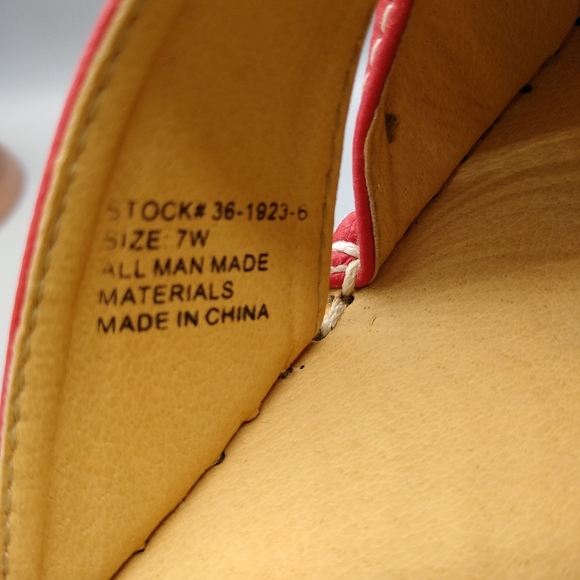 STOCK# 36-1923-6
SIZE: 7W
ALL MAN MADE
MATERIALS
MADE IN CHINA